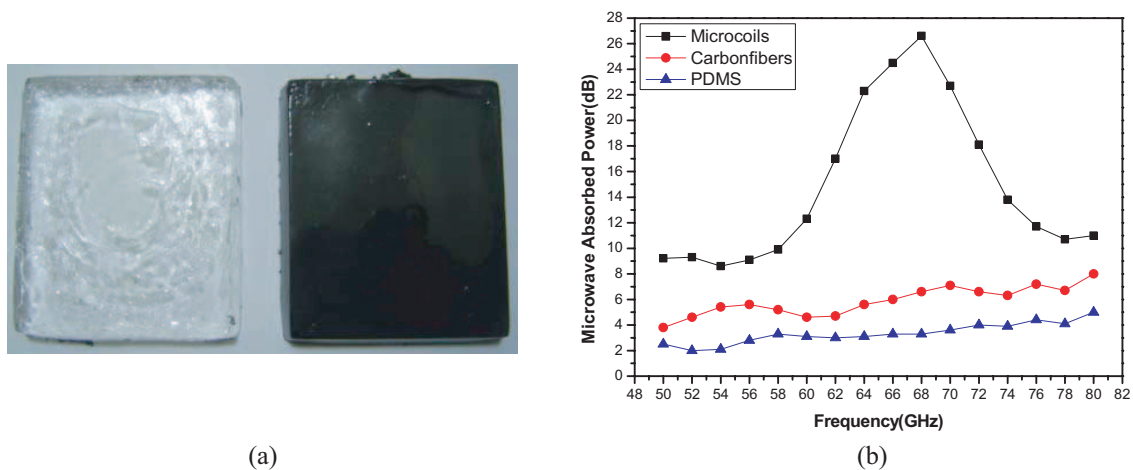 28
26
24
22
20
18
16
14
12
10
8
6
4
2
0
Microwave Absorbed Power(dB)
Microcoils
Carbonfibers
PDMS
48 50 52 54 56 58 60 62 64 66 68 70 72 74 76 78 80 82
Frequency(GHz)
(a)
(b)